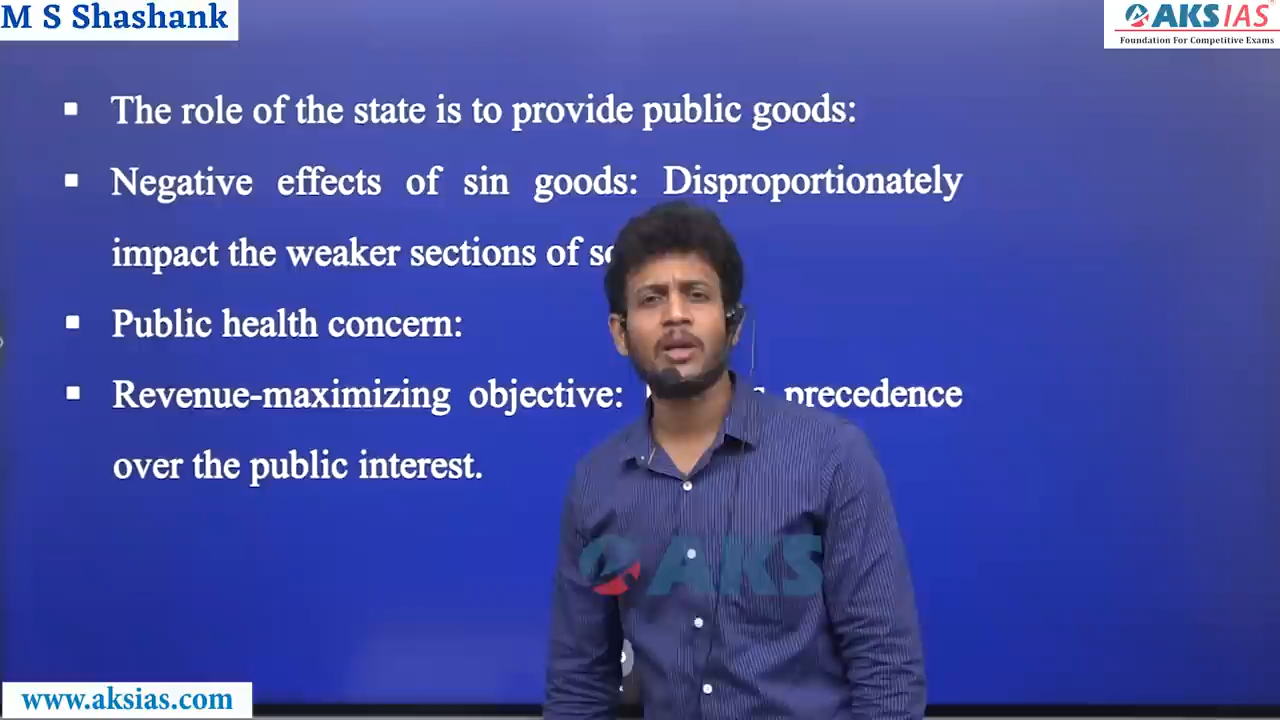 M S Shashank
AKS IAS
Foundation For Competitive Exams
▪ The role of the state is to provide public goods:
▪ Negative effects of sin goods: Disproportionately
impact the weaker sections of
▪ Public health concern:
▪ Revenue-maximizing objective: precedence
over the public interest.
AKS
www.aksias.com